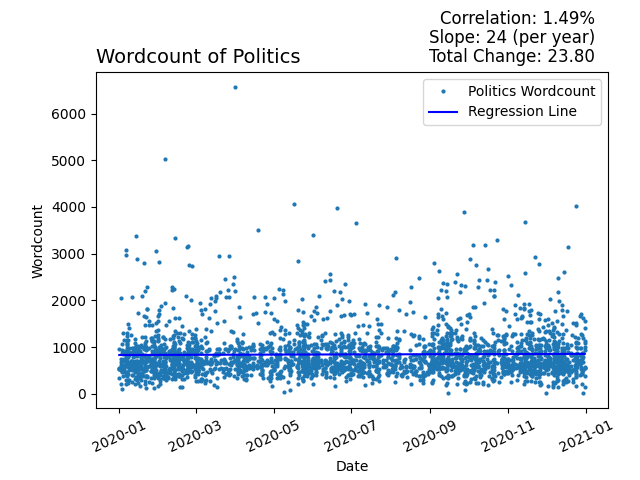 Correlation: 1.49%
Slope: 24 (per year)
Total Change: 23.80
Wordcount of Politics
Politics Wordcount
Regression Line
Wordcount
6000
5000
4000
3000
2000
1000
0
2020-01
2020-03
2020-05
2020-07
2020-09
2020-11
2021-01
Date